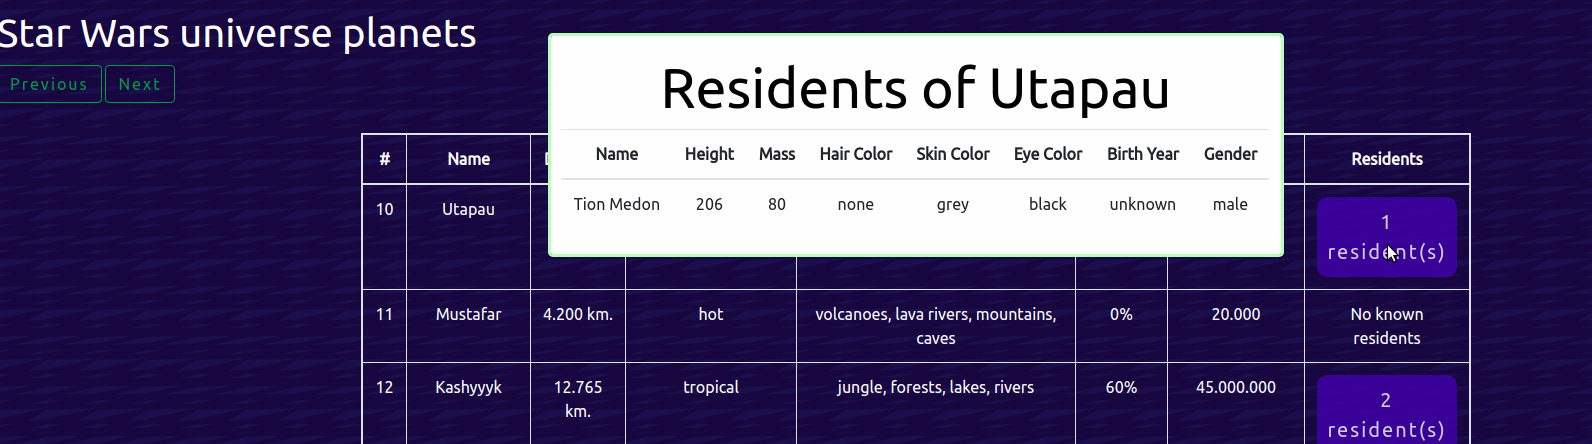 Star Wars universe planets
Previous Next
Residents of Utapau
Name Height Mass Hair Color Skin Color Eye Color Birth Year Gender
Tion Medon 206 80 none grey black unknown male
# Name Residents
10 Utapau 1
resident(s)
11 Mustafar 4.200 km. hot volcanoes, lava rivers, mountains, 0% 20.000 No known
caves residents
12 Kashyyyk 12.765 tropical jungle, forests, lakes, rivers 60% 45.000.000 2
km. resident(s)